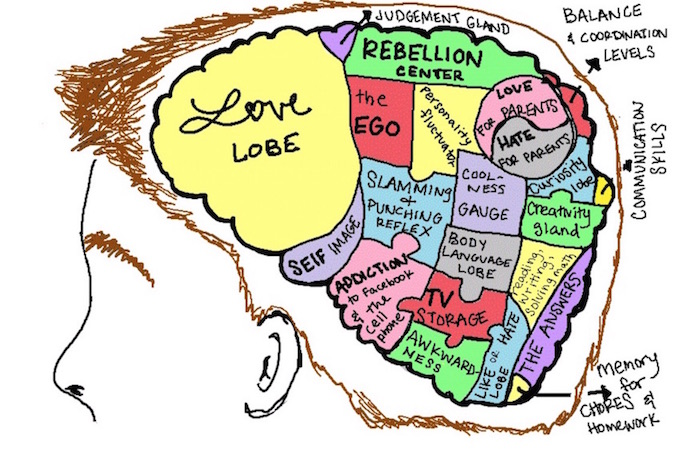 JUDGEMENT GLAND
BALANCE
& COORDINATION
LEVELS
REBELLION
CENTER
Love
LOBE
the
EGO
Personality
fluctuator
LOVE
FOR PARENTS
HATE
FOR PARENTS
COMMUNICATION
SKILLS
Curiosity
lobe
SLAMMING
&
PUNCHING
REFLEX
COOL-
NESS
GAUGE
Creativity
gland
SELF IMAGE
BODY
LANGUAGE
LOBE
reading,
writing,
solving math
THE ANSWERS
ADDICTION
to Facebook
& the
cell
phone
TV
STORAGE
AWKWARD-
NESS
LIKE OR HATE
LOBE
memory
for
CHORES &
HOMEWORK